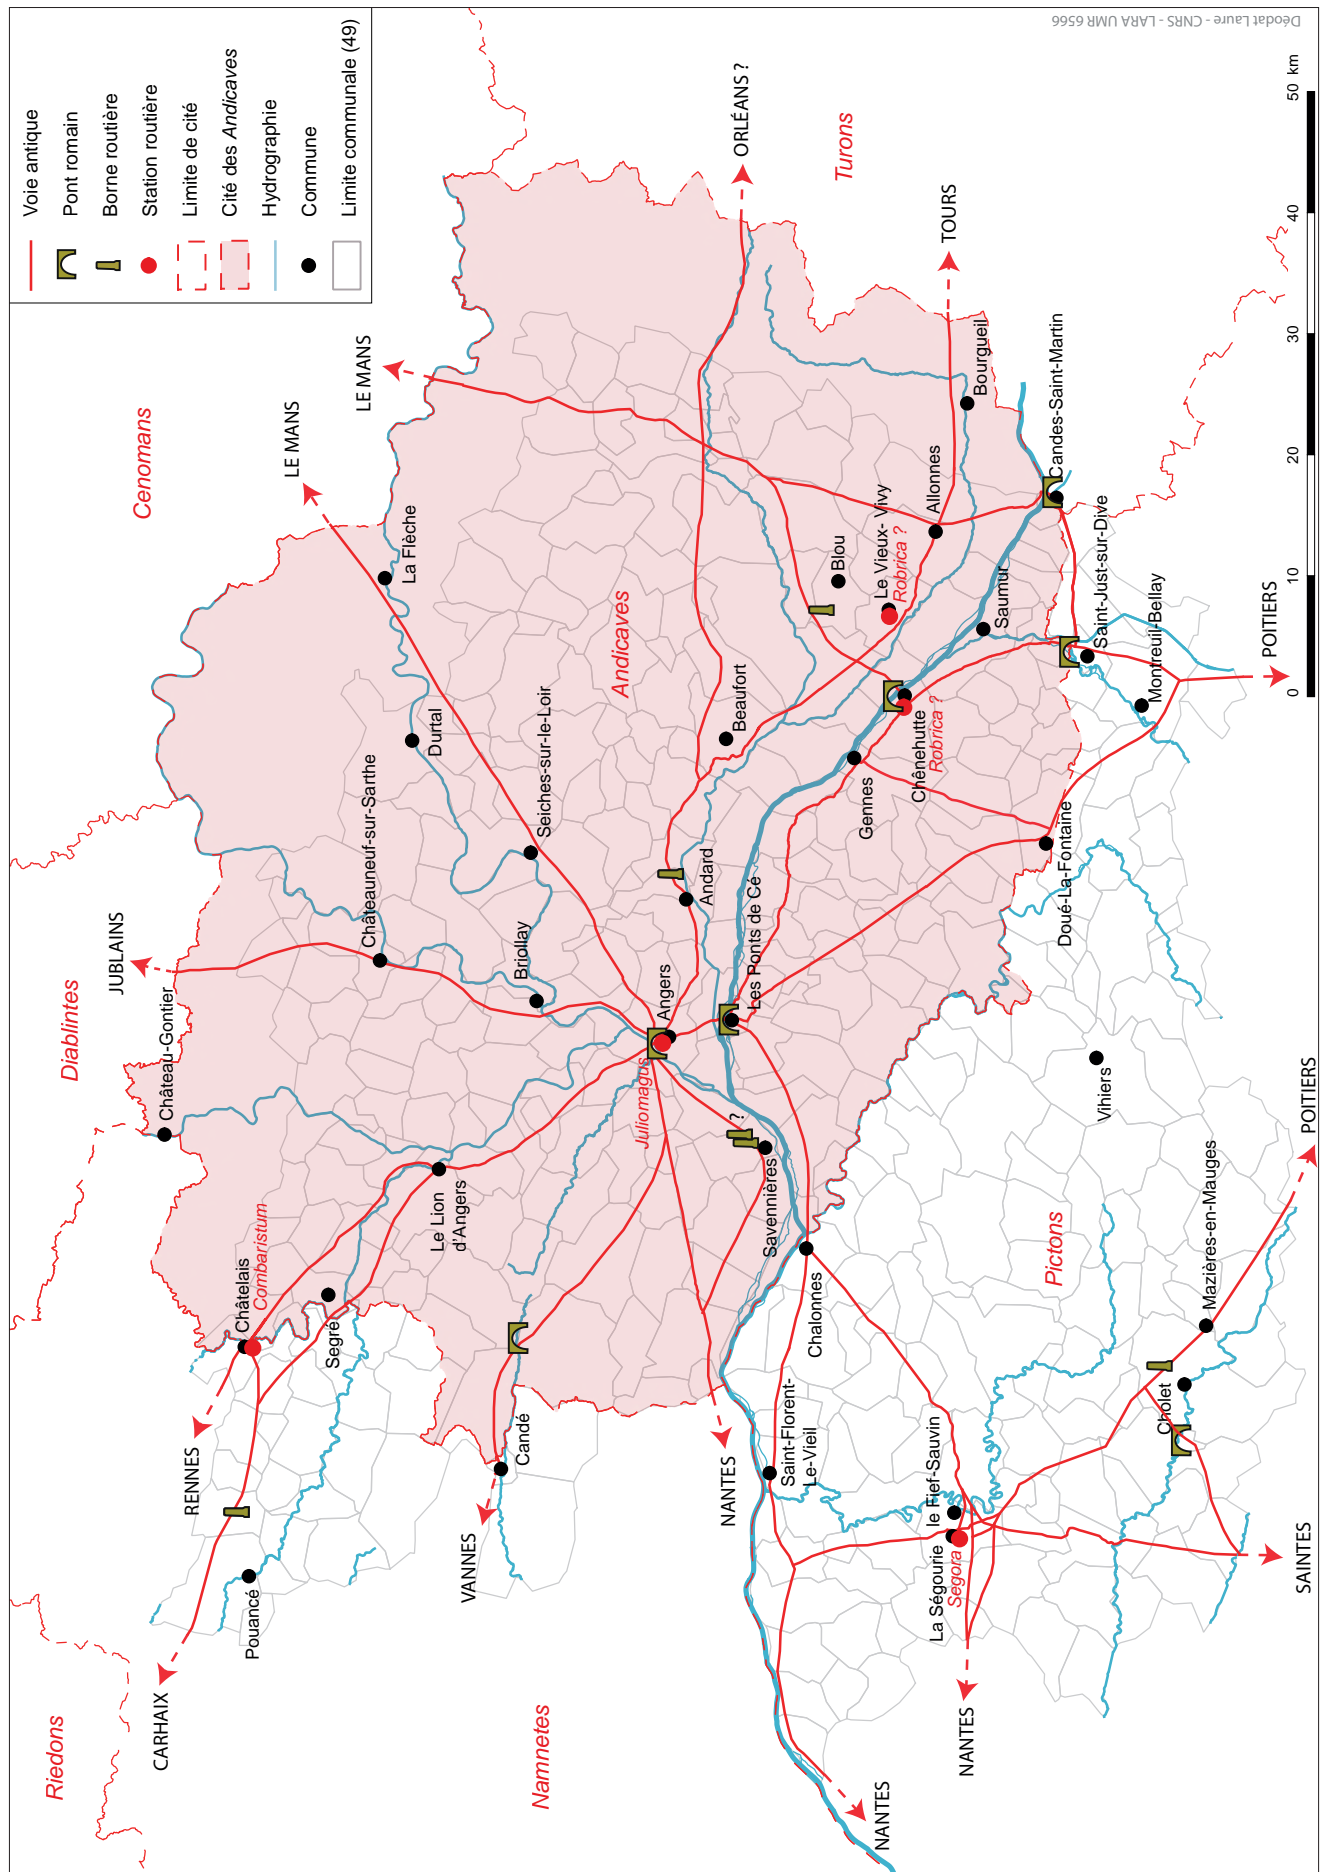 Voie antique
Pont romain
Borne routière
Station routière
Limite de cité
Cité des Andicaves
Hydrographie
Commune
Limite communale (49)
Riedons
Diablintes
Cenomans
CARHAIX
RENNES
JUBLAINS
LE MANS
LE MANS
Pouancé
Châtelais
Combaristum
Segré
Château-Gontier
Châteauneuf-sur-Sarthe
La Flèche
Durtal
Le Lion
d'Angers
Briollay
Seiches-sur-le-Loir
VANNES
Candé
Namnetes
Andicaves
Juliomagus
Angers
Andard
Beaufort
ORLÉANS ?
NANTES
?
Savennières
Les Ponts de Cé
Blou
Turons
Saint-Florent-
Le-Vieil
Chalonnes
Gennes
Chênehutte
Robrica ?
Le Vieux- Vivy
Robrica ?
Allonnes
TOURS
NANTES
Saumur
Bourgueil
La Ségourie
Segora
le Fief-Sauvin
NANTES
Pictons
Vihiers
Doué-La-Fontaine
Candes-Saint-Martin
Saint-Just-sur-Dive
Montreuil-Bellay
Cholet
Mazières-en-Mauges
SAINTES
POITIERS
POITIERS
0
10
20
30
40
50 km
Déodat Laure - CNRS - LARA UMR 6566